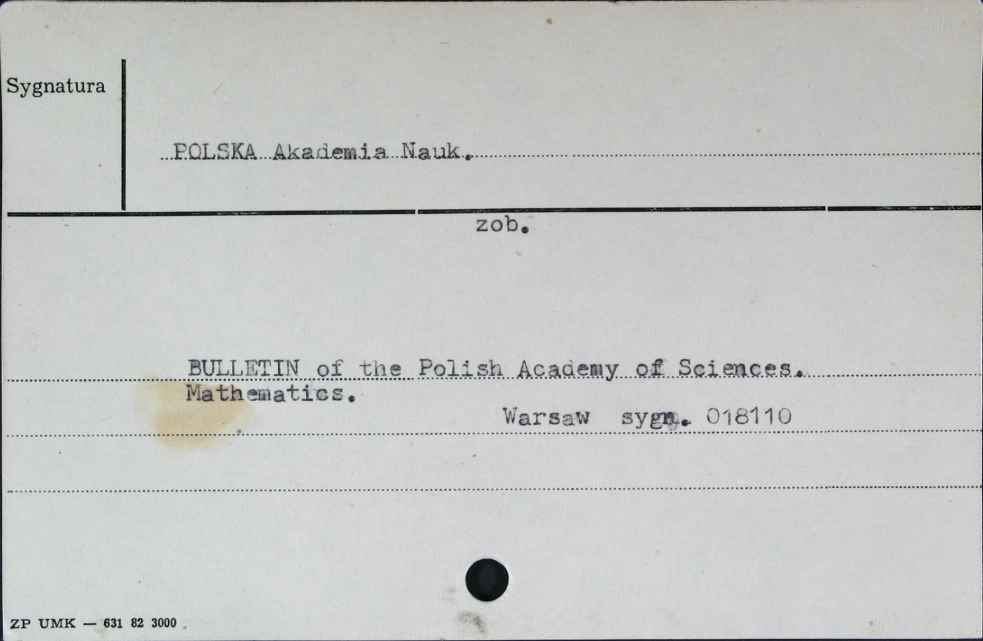 Sygnatura
POLSKA Akademia Nauk.
zob.
BULLETIN of the Polish Academy of Sciences.
Mathematics.
Warsaw sygn. 018110
ZP UMK — 631 82 3000